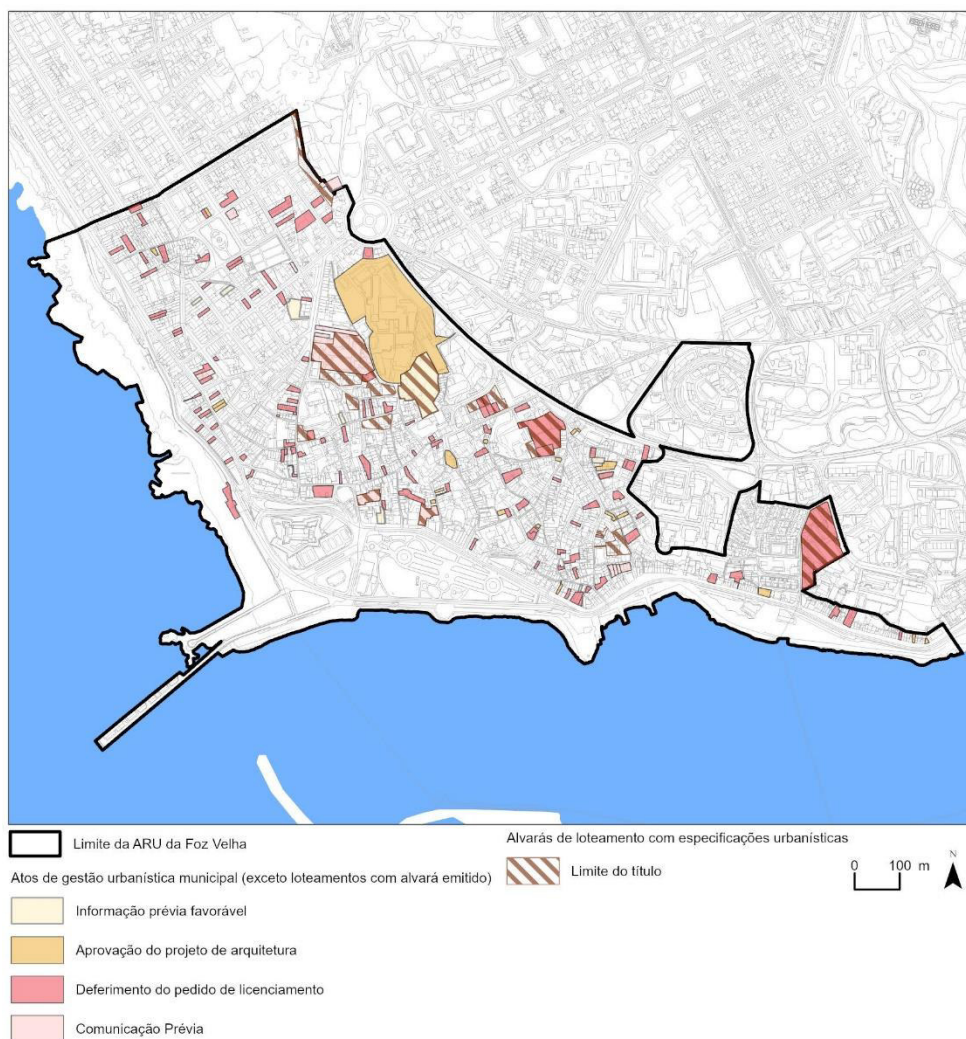 Limite da ARU da Foz Velha
Atos de gestão urbanística municipal (exceto loteamentos com alvará emitido)
Informação prévia favorável
Aprovação do projeto de arquitetura
Deferimento do pedido de licenciamento
Comunicação Prévia
Alvarás de loteamento com especificações urbanísticas
Limite do título
0 100 m
N